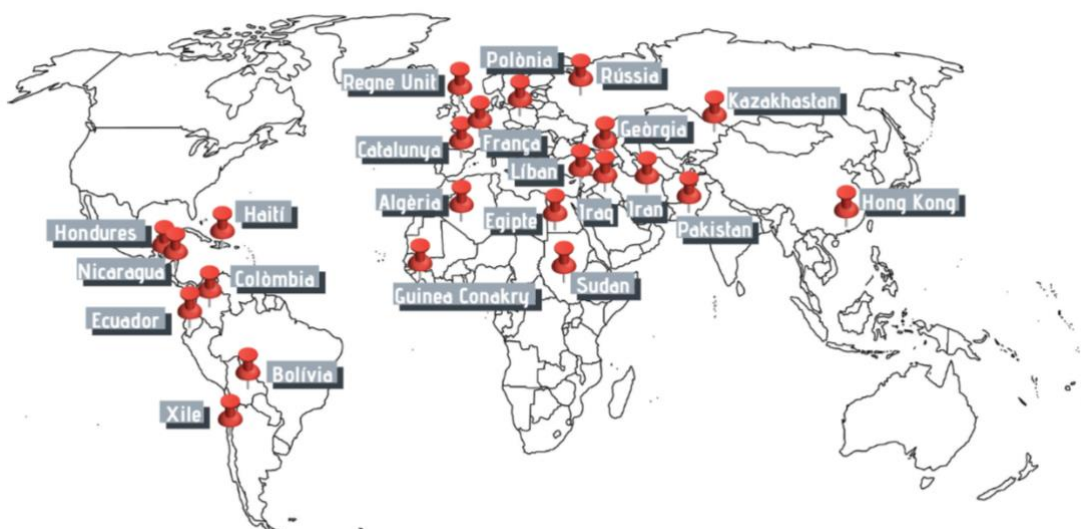 Polònia
Regne Unit
Rússia
Kazakhastan
Geòrgia
França
Catalunya
Líban
Algèria
Hong Kong
Egipte
Iraq
Iran
Pakistan
Haití
Hondures
Nicaragua
Colòmbia
Guinea Conakry
Sudan
Ecuador
Bolívia
Xile